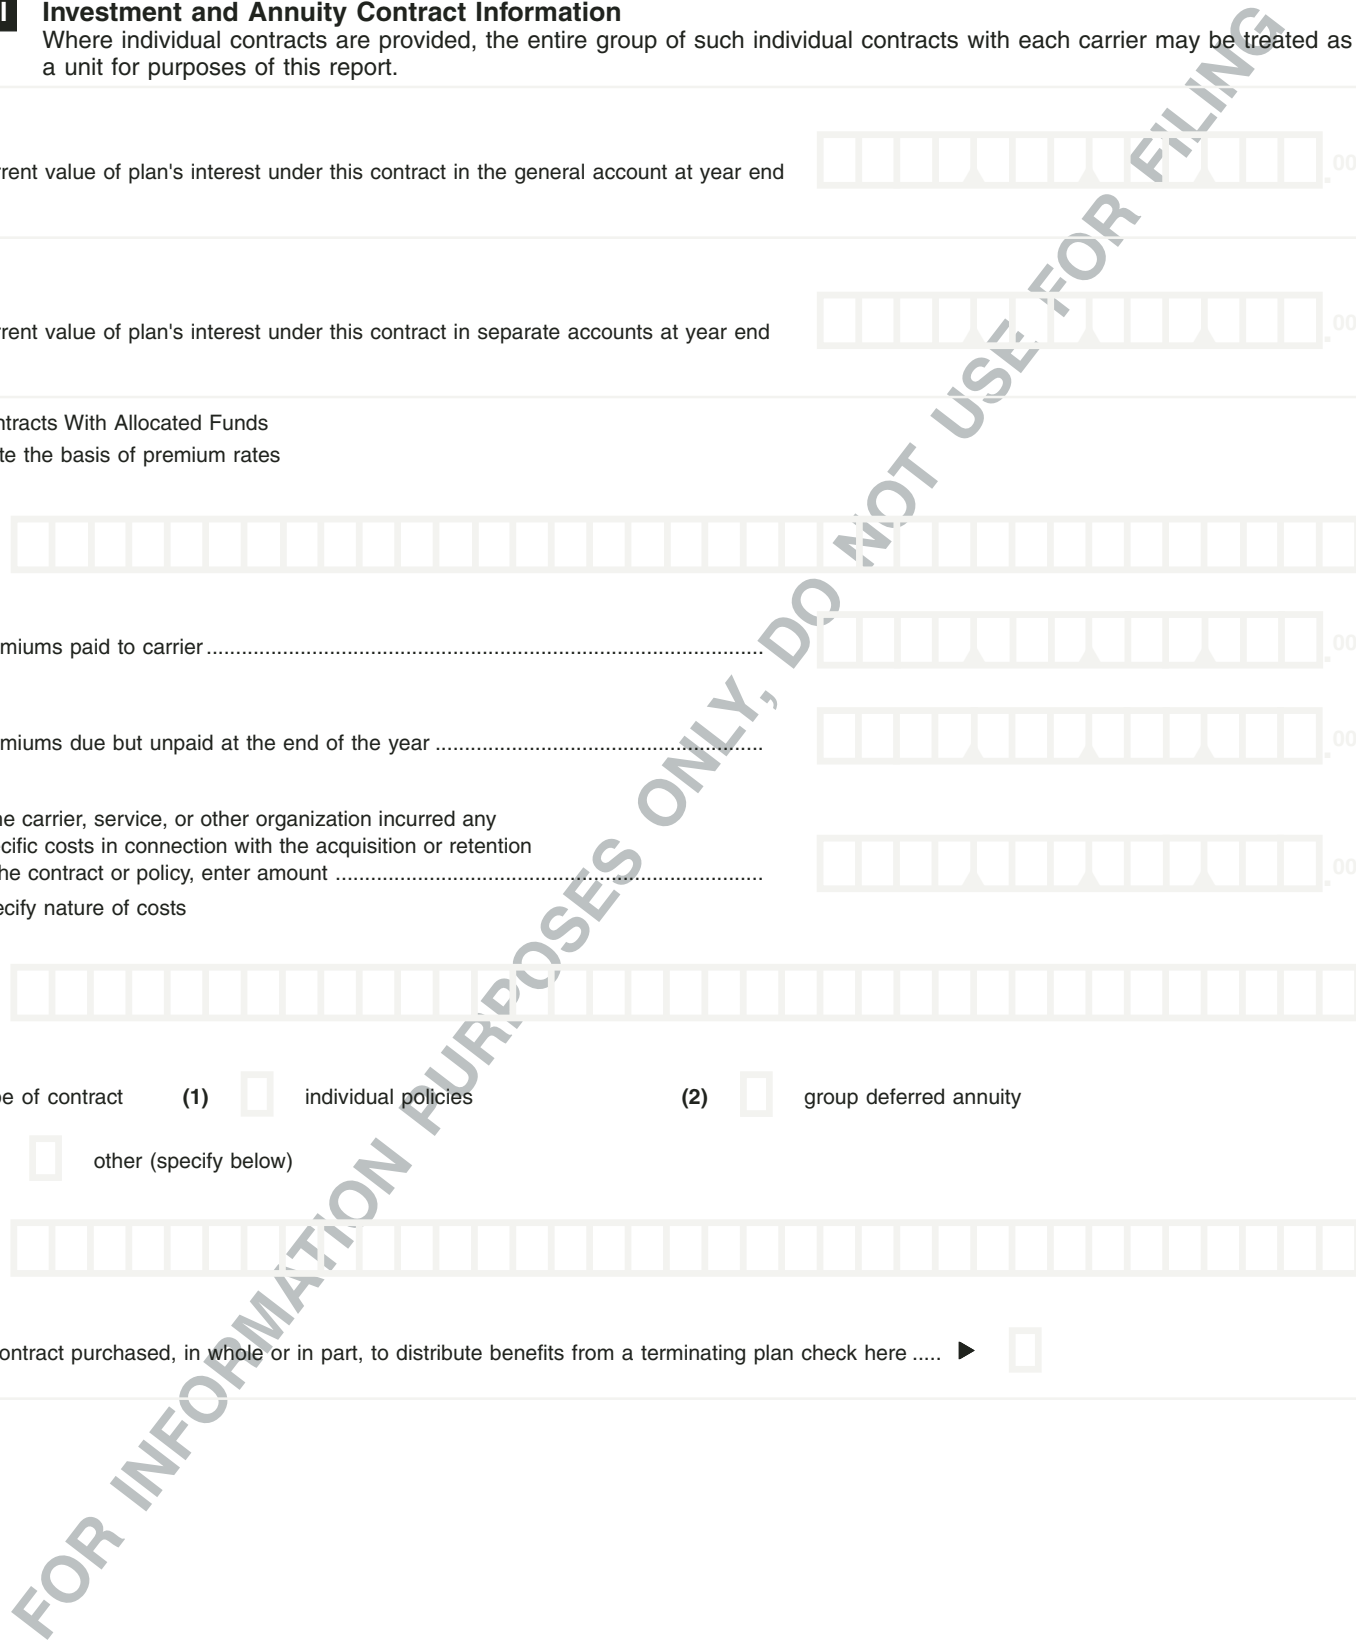 I Investment and Annuity Contract Information
Where individual contracts are provided, the entire group of such individual contracts with each carrier may be treated as
a unit for purposes of this report.
rrent value of plan's interest under this contract in the general account at year end
.00
rrent value of plan's interest under this contract in separate accounts at year end
.00
ntracts With Allocated Funds
te the basis of premium rates
miums paid to carrier ...............................................................................................
.00
miums due but unpaid at the end of the year ........................................................
.00
he carrier, service, or other organization incurred any
ecific costs in connection with the acquisition or retention
the contract or policy, enter amount .........................................................................
.00
ecify nature of costs
pe of contract (1) individual policies (2) group deferred annuity
other (specify below)
ontract purchased, in whole or in part, to distribute benefits from a terminating plan check here ..... ▶
FOR INFORMATION PURPOSES ONLY, DO NOT USE FOR FILING